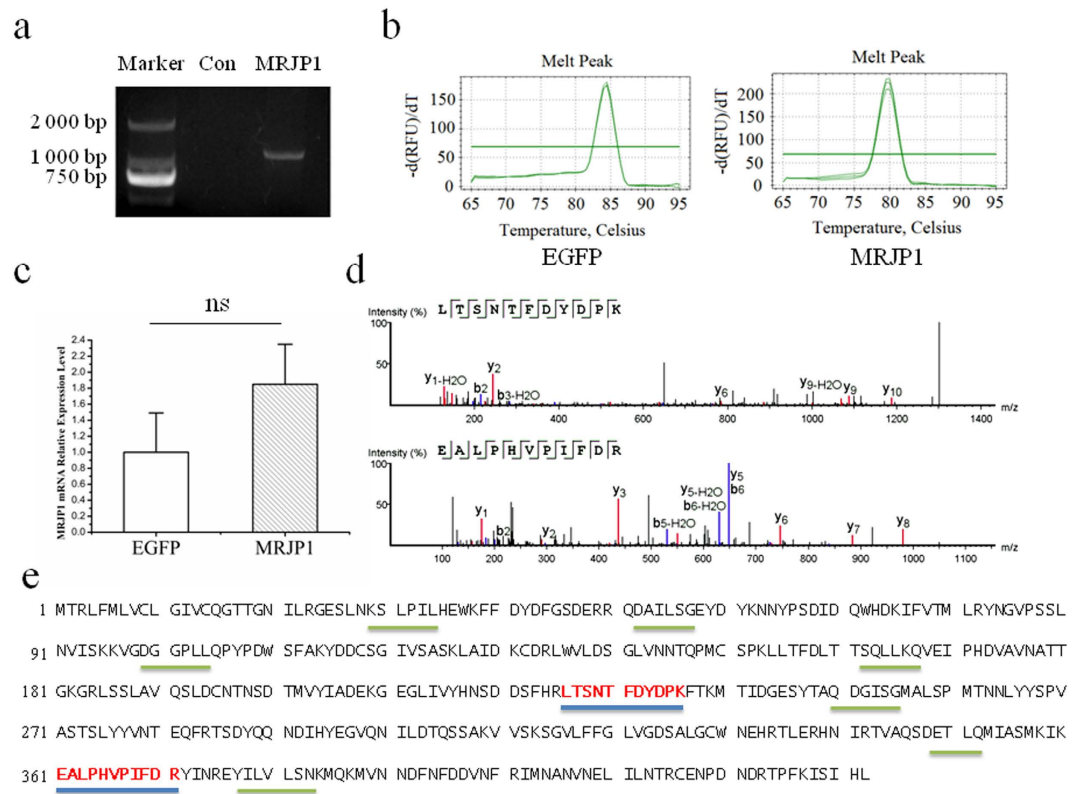 a
Marker Con MRJP1
2 000 bp
1 000 bp
750 bp
b
Melt Peak
-d(RFU)/dT
150
100
50
0
65 70 75 80 85 90 95
Temperature, Celsius
EGFP
Melt Peak
-d(RFU)/dT
200
150
100
50
0
65 70 75 80 85 90 95
Temperature, Celsius
MRJP1
c
ns
MRJP1 mRNA Relative Expression Level
2.4
2.2
2.0
1.8
1.6
1.4
1.2
1.0
0.8
0.6
0.4
0.2
0.0
EGFP MRJP1
d
Intensity (%) L T S N T F D Y D P K
100
50
y1-H2O b2 y2 b3-H2O y6 y9-H2O y9 y10
200 400 600 800 1000 1200 1400 m/z
Intensity (%) E A L P H V P I F D R
100
50
y1 b2 y2 y3 b5-H2O y5-H2O b6-H2O y5 b6 y6 y7 y8
100 200 300 400 500 600 700 800 900 1000 1100 m/z
e
1 MTRLFMLVCL GIVCQGTTGN ILRGESLNKS LPILHEWKFF DYDFGSDERR QDAILSGEYD YKNNYPSDID QWHDKIFVTM LRYNGVPSSL
91 NVISKKVGDG GPLLQPYPDW SFAKYDDCSG IVSASKLAID KCDRLWVLDS GLVNNTQPMC SPKLLTFDLT TSQLLKQVEI PHDVAVNATT
181 GKGRLSSLAV QSLDCNTNSD TMVYIADEKG EGLIVYHNSD DSFHRLTSNT FDYDPKFTKM TIDGESYTAQ DGISGMALSP MTNNLYYSPV
271 ASTSLYYVNT EQFRTSDYQQ NDIHYEGVQN ILDTQSSAKV VSKSGVLFFG LVGDSALGCW NEHRTLERHN IRTVAQSDET LQMIASMKIK
361 EALPHVPIFD RYINREYILV LSNKMQKMVN NDFNFDDVNF RIMNANVNEL ILNTRCENPD NDRTPFKISI HL